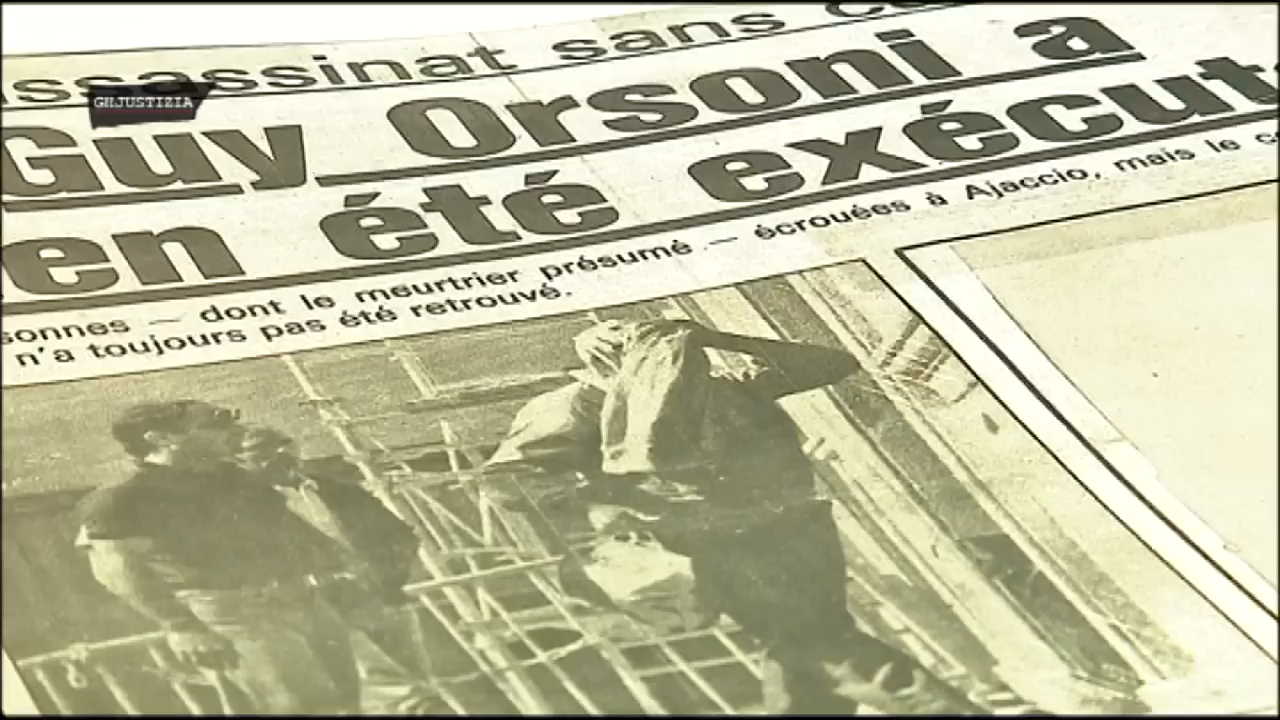 assassinat sans
GHJUSTIZIA
Guy Orsoni a
en été exécut
sonnes — dont le meurtrier présumé — écrouées à Ajaccio, mais le c
n'a toujours pas été retrouvé.